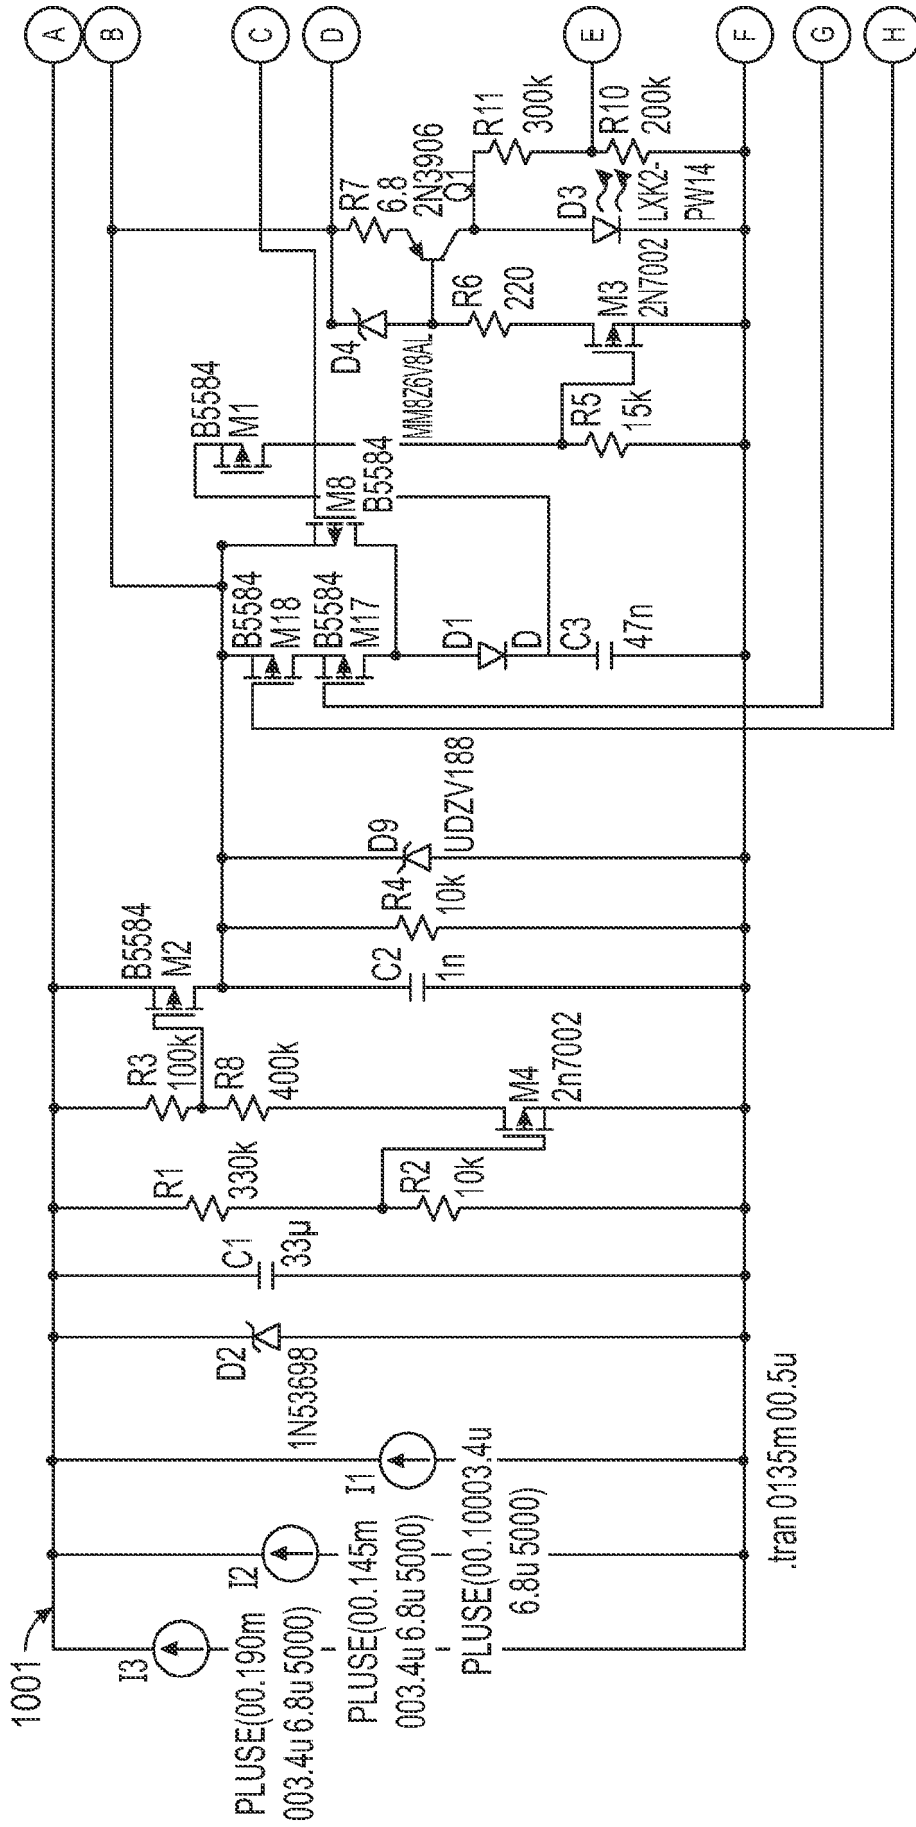 A
B
C
D
E
F
G
H
1001
I3
PLUSE(00.190m
003.4u 6.8u 5000)
I2
PLUSE(00.145m
003.4u 6.8u 5000)
I1
PLUSE(00.10003.4u
6.8u 5000)
.tran 0135m 00.5u
D2
1N53698
C1
33µ
R1
330k
R2
10k
R3
100k
R8
400k
M4
2n7002
B5584
M2
C2
1n
R4
10k
D9
UDZV188
B5584
M18
B5584
M17
D1
D
C3
47n
M8
B5584
B5584
M1
R5
15k
D4
MM8Z6V8AL
R6
220
M3
2N7002
R7
6.8
2N3906
Q1
D3
LXK2-
PW14
R11
300k
R10
200k